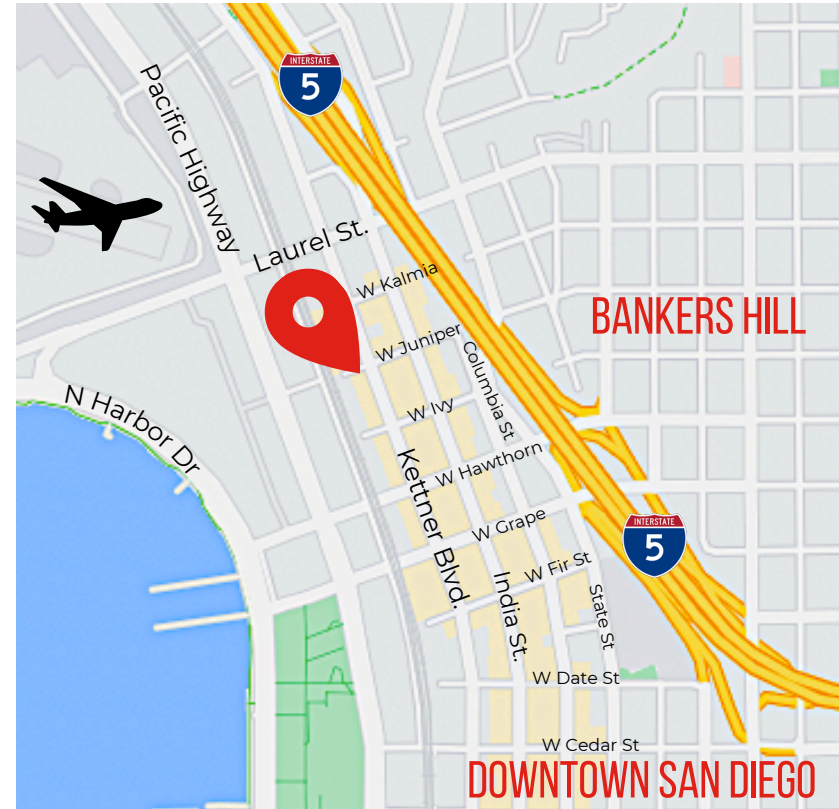 INTERSTATE
5
Pacific Highway
Laurel St.
W Kalmia
BANKERS HILL
W Juniper
Columbia St
N Harbor Dr
W Ivy
W Hawthorn
Kettner Blvd.
W Grape
INTERSTATE
5
W Fir St
India St.
State St
W Date St
W Cedar St
DOWNTOWN SAN DIEGO